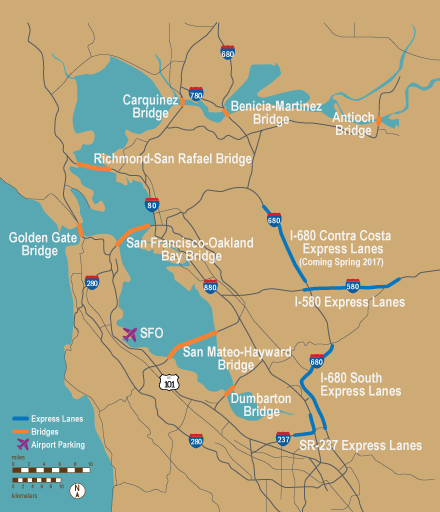 680
780
Carquinez
Bridge
Benicia-Martinez
Bridge
Antioch
Bridge
Richmond-San Rafael Bridge
80
680
Golden Gate
Bridge
San Francisco-Oakland
Bay Bridge
I-680 Contra Costa
Express Lanes
(Coming Spring 2017)
280
880
580
I-580 Express Lanes
SFO
San Mateo-Hayward
Bridge
680
101
I-680 South
Express Lanes
Dumbarton
Bridge
280
237
SR-237 Express Lanes
Express Lanes
Bridges
Airport Parking
miles
0 2 4 6 8 10
0 2 4 6 8 10
kilometers
N